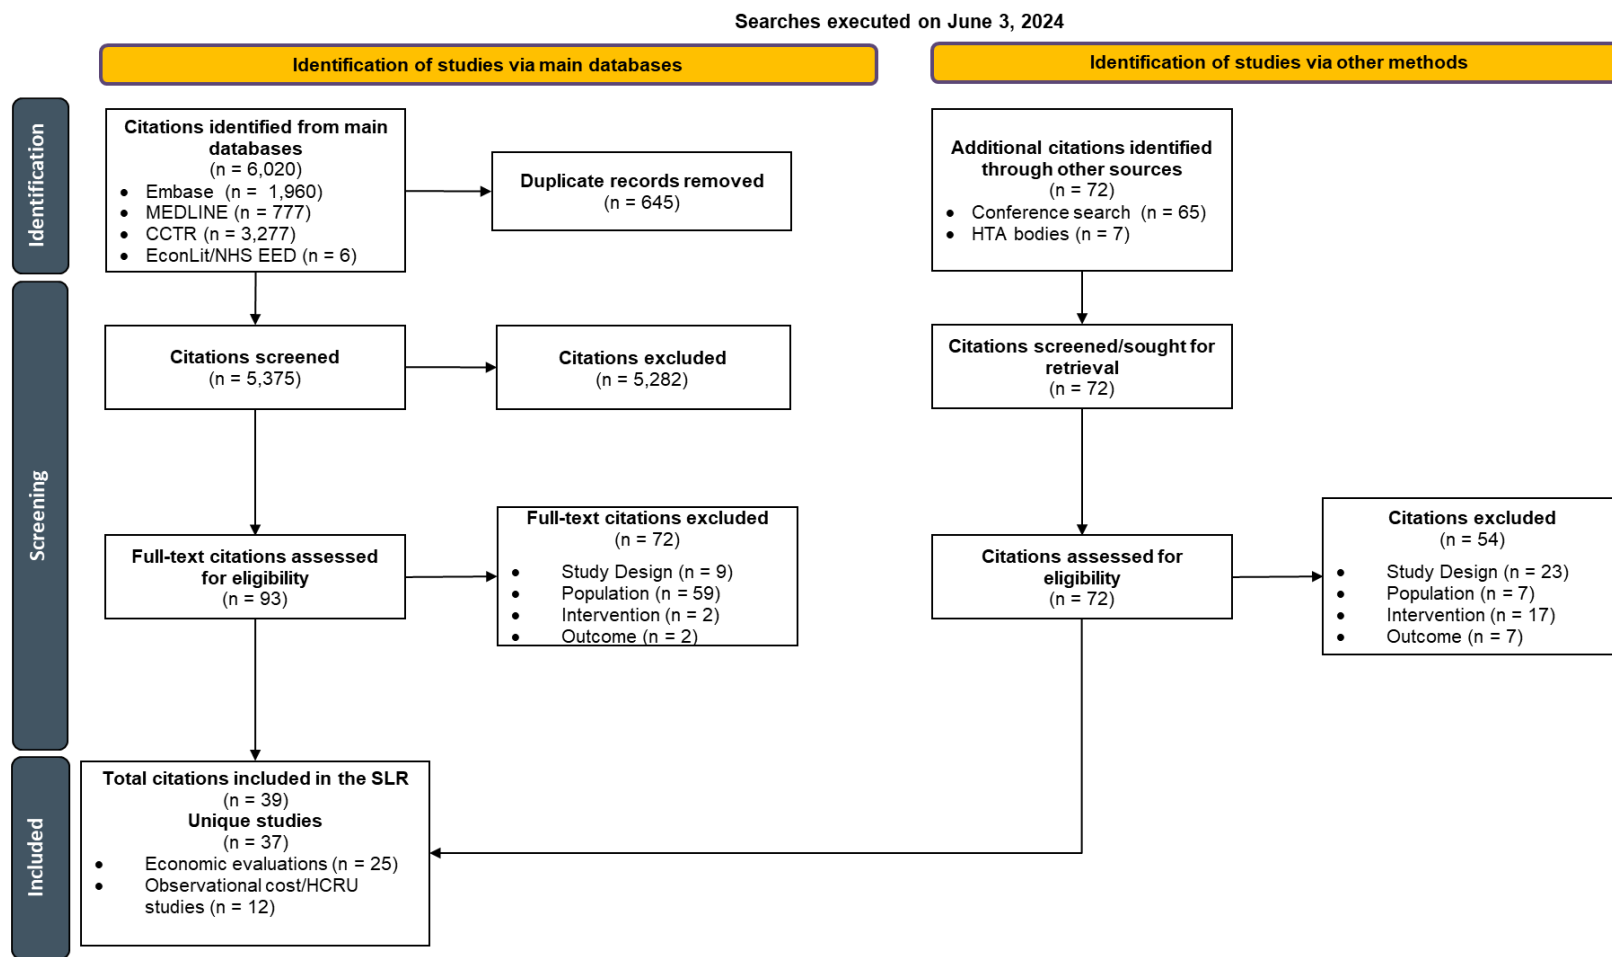 Searches executed on June 3, 2024
Identification of studies via main databases
Identification of studies via other methods
Identification
Citations identified from main
databases
(n = 6,020)
• Embase (n = 1,960)
• MEDLINE (n = 777)
• CCTR (n = 3,277)
• EconLit/NHS EED (n = 6)
Duplicate records removed
(n = 645)
Additional citations identified
through other sources
(n = 72)
• Conference search (n = 65)
• HTA bodies (n = 7)
Screening
Citations screened
(n = 5,375)
Citations excluded
(n = 5,282)
Citations screened/sought for
retrieval
(n = 72)
Full-text citations assessed
for eligibility
(n = 93)
Full-text citations excluded
(n = 72)
• Study Design (n = 9)
• Population (n = 59)
• Intervention (n = 2)
• Outcome (n = 2)
Citations assessed for
eligibility
(n = 72)
Citations excluded
(n = 54)
• Study Design (n = 23)
• Population (n = 7)
• Intervention (n = 17)
• Outcome (n = 7)
Included
Total citations included in the SLR
(n = 39)
Unique studies
(n = 37)
• Economic evaluations (n = 25)
• Observational cost/HCRU
studies (n = 12)